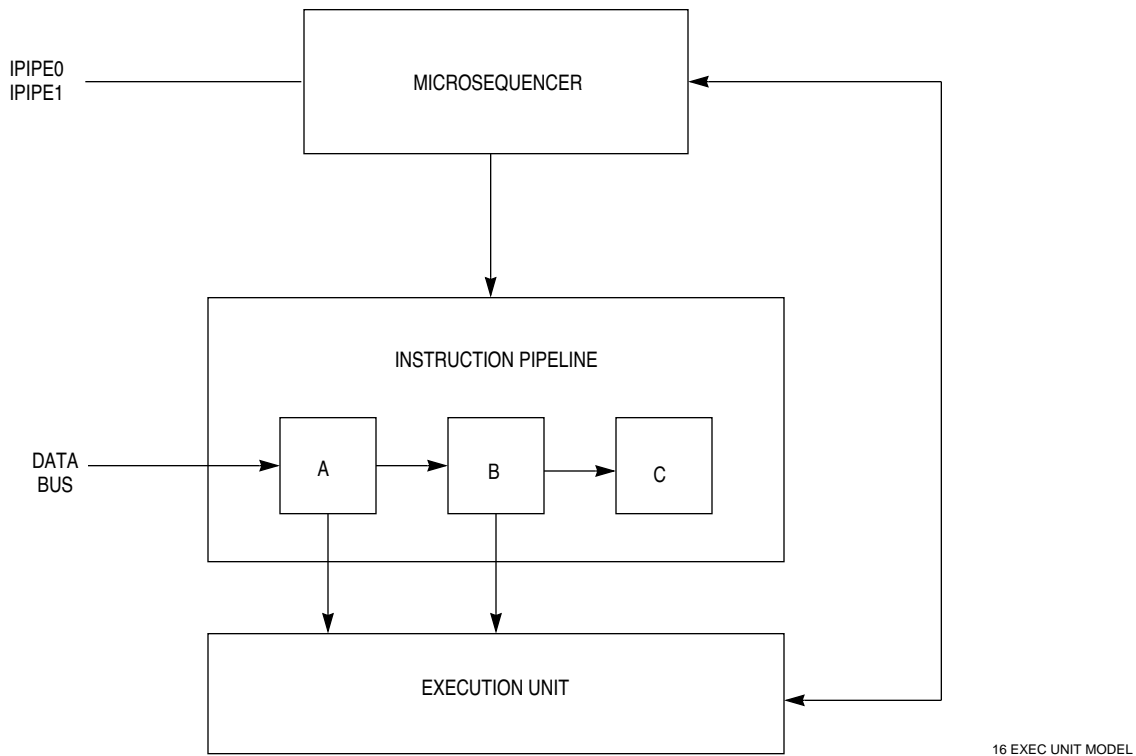 IPIPE0
IPIPE1
MICROSEQUENCER
INSTRUCTION PIPELINE
DATA
BUS
A
B
C
EXECUTION UNIT
16 EXEC UNIT MODEL